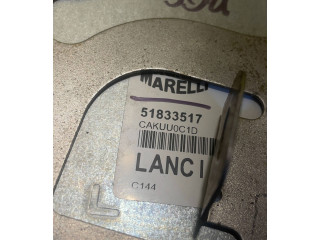 MARELLI
51833517
CAKUU0C1D
LANCI
C144
L